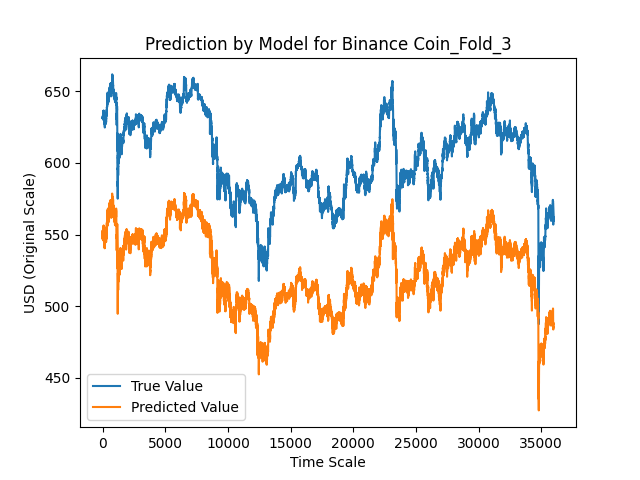 Prediction by Model for Binance Coin_Fold_3
USD (Original Scale)
650
600
550
500
450
True Value
Predicted Value
0 5000 10000 15000 20000 25000 30000 35000
Time Scale